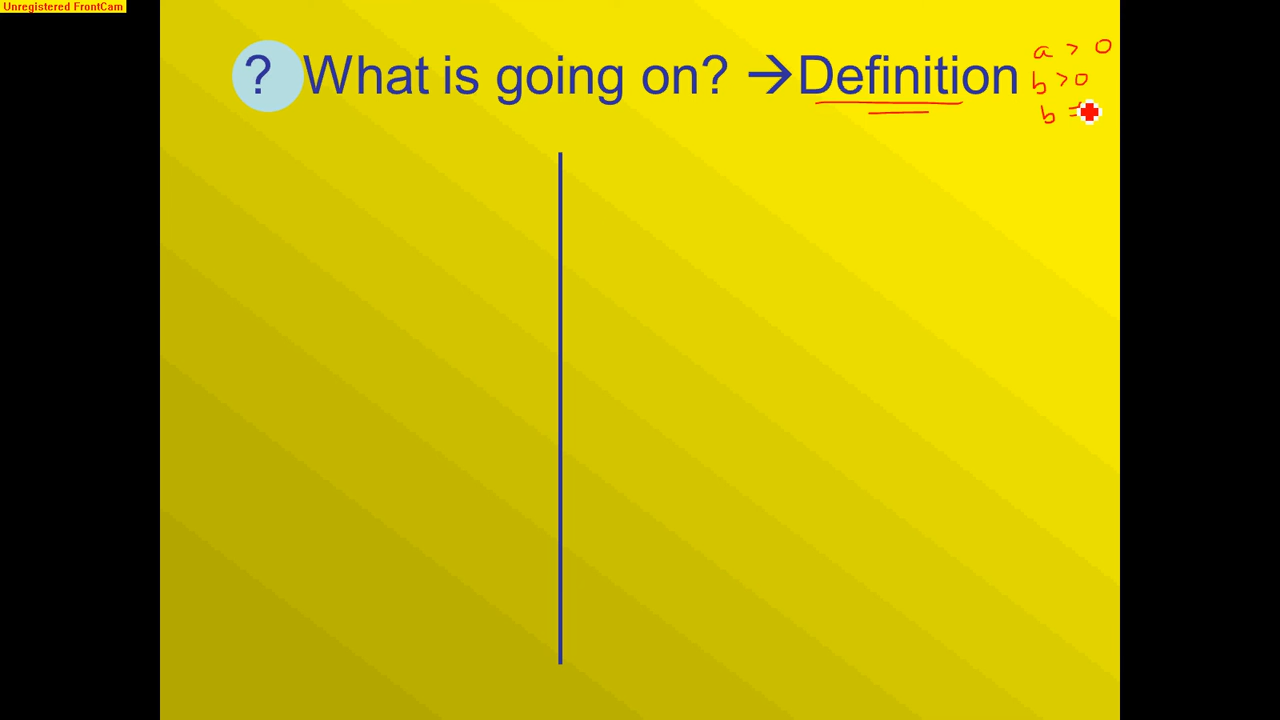 Unregistered FrontCam
? What is going on? →Definition
a > 0
b > 0
b =